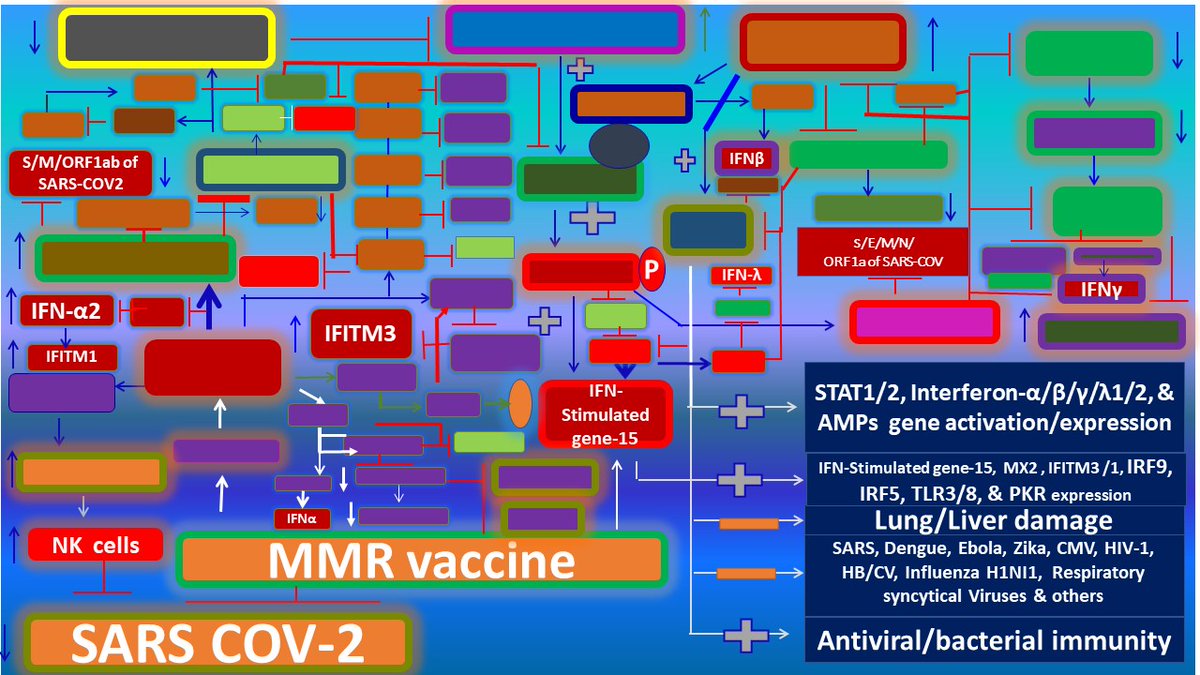 S/M/ORF1ab of
SARS-COV2
IFNβ
S/E/M/N/
ORF1a of SARS-COV
P
IFN-λ
IFNγ
IFN-α2
IFITM1
IFITM3
IFN-
Stimulated
gene-15
STAT1/2, Interferon-α/β/γ/λ1/2, &
AMPs gene activation/expression
IFN-Stimulated gene-15, MX2 , IFITM3 /1, IRF9,
IRF5, TLR3/8, & PKR expression
IFNα
Lung/Liver damage
NK cells
MMR vaccine
SARS, Dengue, Ebola, Zika, CMV, HIV-1,
HB/CV, Influenza H1NI1, Respiratory
syncytical Viruses & others
SARS COV-2
Antiviral/bacterial immunity